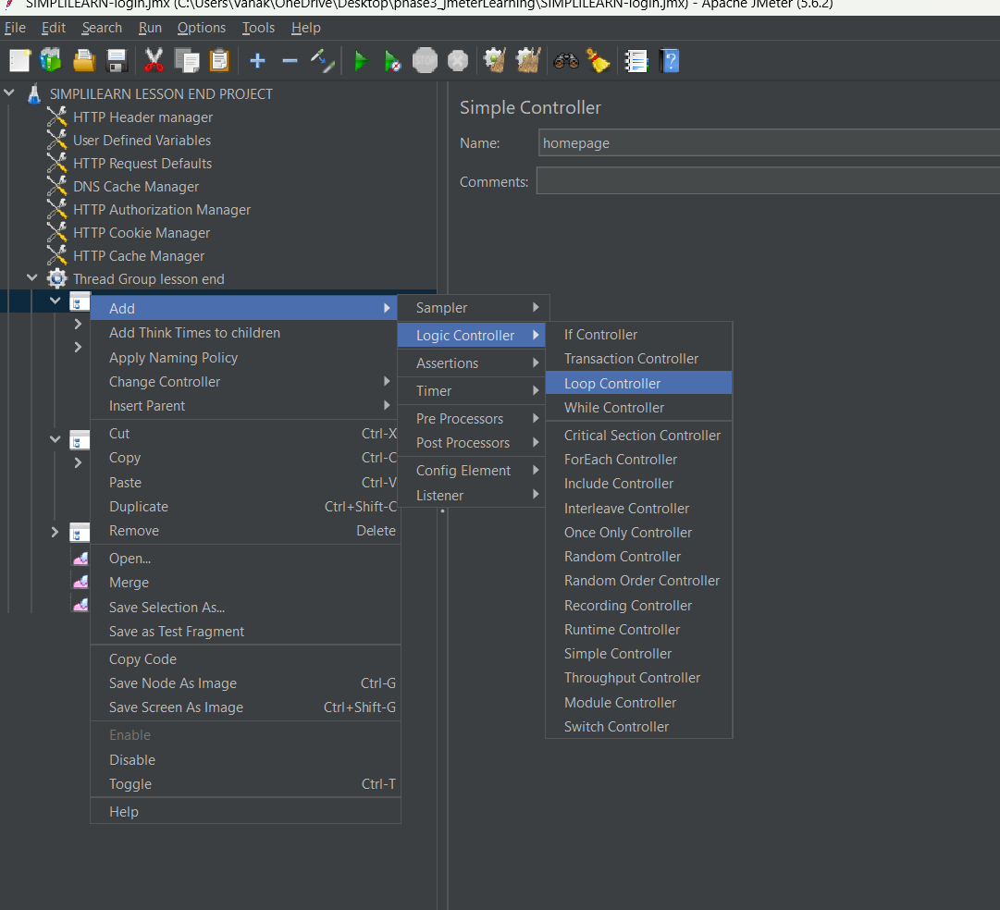 SIMPLILEARN-login.jmx (C:\Users\Vanak\OneDrive\Desktop\phase3_jmeterLearning\SIMPLILEARN-login.jmx) - Apache JMeter (5.6.2)
File Edit Search Run Options Tools Help
STOP
SIMPLILEARN LESSON END PROJECT
HTTP Header manager
User Defined Variables
HTTP Request Defaults
DNS Cache Manager
HTTP Authorization Manager
HTTP Cookie Manager
HTTP Cache Manager
Thread Group lesson end
Simple Controller
Name: homepage
Comments:
Add
Add Think Times to children
Apply Naming Policy
Change Controller
Insert Parent
Cut Ctrl-X
Copy Ctrl-C
Paste Ctrl-V
Duplicate Ctrl+Shift-C
Remove Delete
Open...
Merge
Save Selection As...
Save as Test Fragment
Copy Code
Save Node As Image Ctrl-G
Save Screen As Image Ctrl+Shift-G
Enable
Disable
Toggle Ctrl-T
Help
Sampler
Logic Controller
Assertions
Timer
Pre Processors
Post Processors
Config Element
Listener
If Controller
Transaction Controller
Loop Controller
While Controller
Critical Section Controller
ForEach Controller
Include Controller
Interleave Controller
Once Only Controller
Random Controller
Random Order Controller
Recording Controller
Runtime Controller
Simple Controller
Throughput Controller
Module Controller
Switch Controller